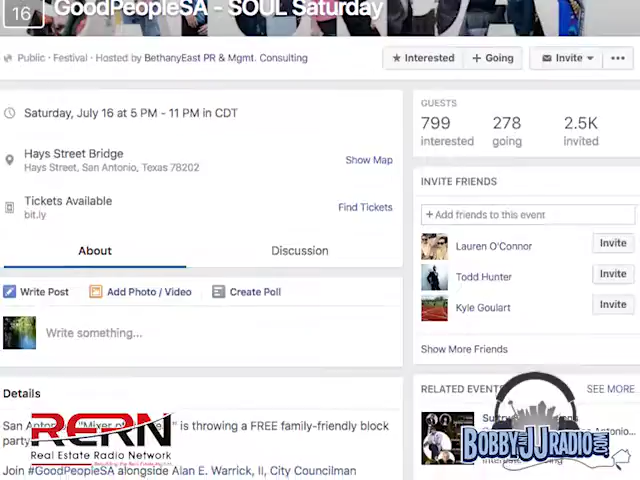 16
GoodPeopleSA - SOUL Saturday
Public · Festival · Hosted by BethanyEast PR & Mgmt. Consulting
★ Interested
+ Going
Invite
Saturday, July 16 at 5 PM - 11 PM in CDT
Hays Street Bridge
Hays Street, San Antonio, Texas 78202
Show Map
Tickets Available
bit.ly
Find Tickets
About
Discussion
Write Post
Add Photo / Video
Create Poll
Write something...
Details
San "Mixer is throwing a FREE family-friendly block
party
Join #GoodPeopleSA alongside Alan E. Warrick, II, City Councilman
GUESTS
799
278
2.5K
interested
going
invited
INVITE FRIENDS
+ Add friends to this event
Lauren O'Connor
Invite
Todd Hunter
Invite
Kyle Goulart
Invite
Show More Friends
RELATED EVENTS
SEE MORE
RERN
Real Estate Radio Network
BOBBY JJRADIO.COM